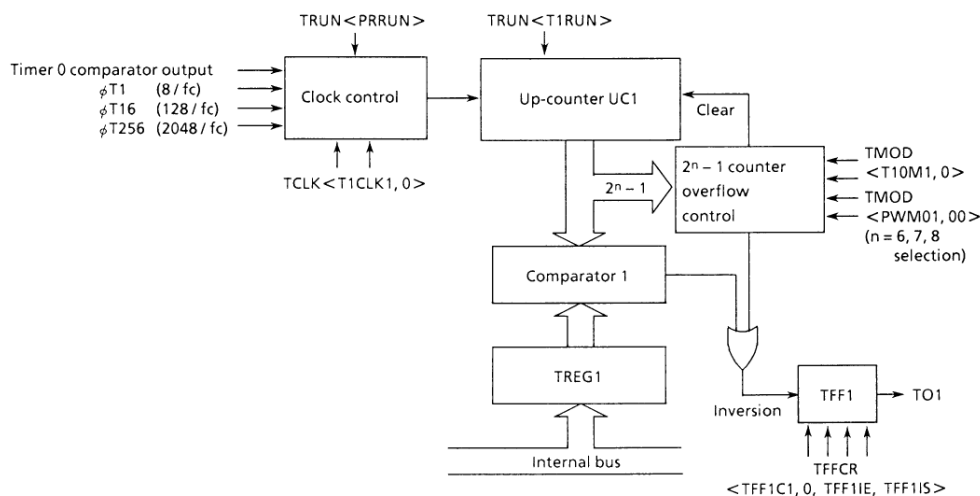 TRUN<PRRUN>
TRUN<T1RUN>
Timer 0 comparator output
φT1 (8 / fc)
φT16 (128 / fc)
φT256 (2048 / fc)
Clock control
Up-counter UC1
Clear
TCLK<T1CLK1, 0>
2ⁿ – 1
2ⁿ – 1 counter
overflow
control
TMOD
<T10M1, 0>
TMOD
<PWM01, 00>
(n = 6, 7, 8
selection)
Comparator 1
TREG1
Inversion
TFF1
TO1
Internal bus
TFFCR
<TFF1C1, 0, TFF1IE, TFF1IS>